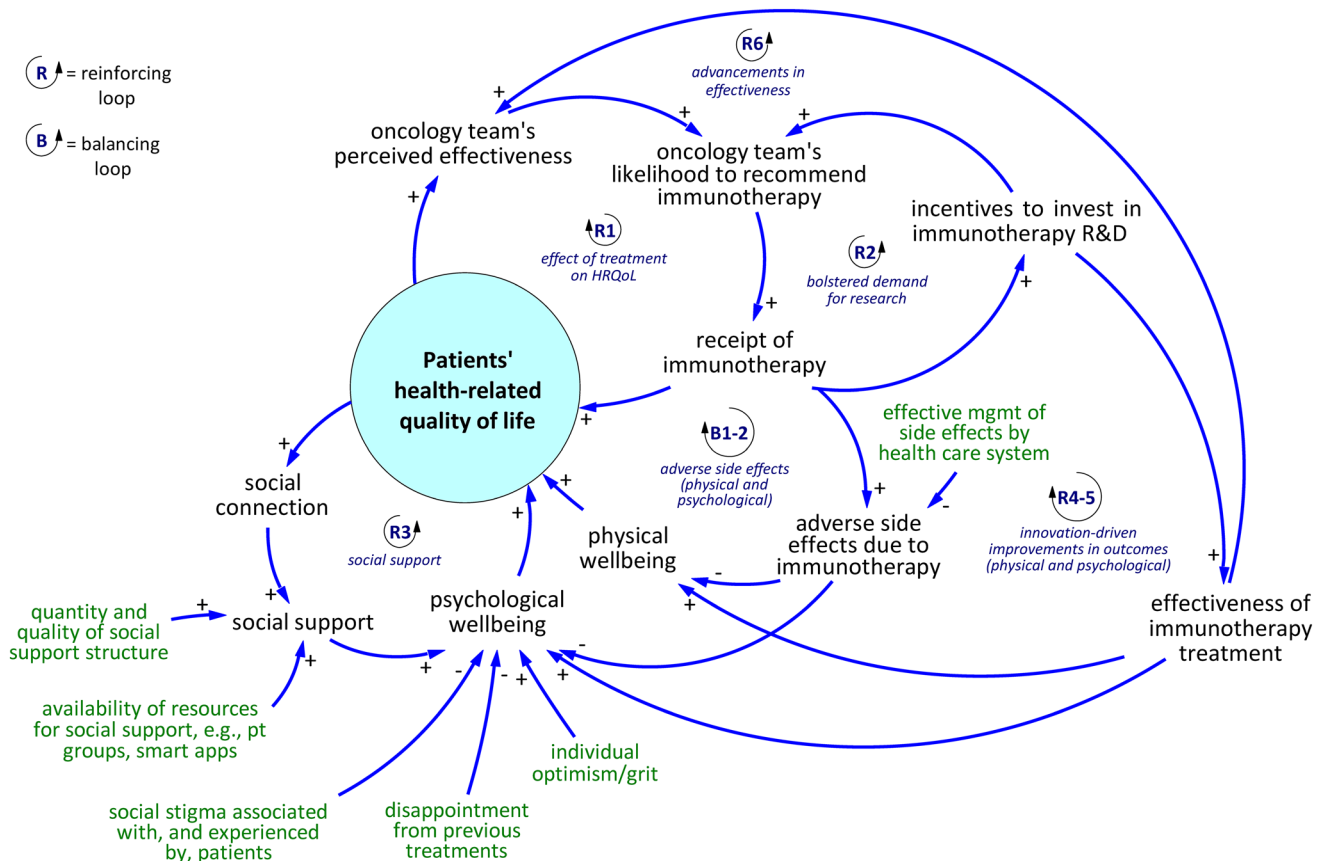 R = reinforcing
loop
B = balancing
loop
R6
advancements in
effectiveness
+
+
+
oncology team's
perceived effectiveness
oncology team's
likelihood to recommend
immunotherapy
incentives to invest in
immunotherapy R&D
+
R1
effect of treatment
on HRQoL
R2
bolstered demand
for research
+
+
receipt of
immunotherapy
Patients'
health-related
quality of life
+
effective mgmt of
side effects by
health care system
B1-2
adverse side effects
(physical and
psychological)
+
social
connection
+
+
+
-
R4-5
innovation-driven
improvements in outcomes
(physical and psychological)
R3
social support
physical
wellbeing
adverse side
effects due to
immunotherapy
+
-
+
effectiveness of
immunotherapy
treatment
psychological
wellbeing
+
+
social support
quantity and
quality of social
support structure
+
+
-
-
+
-
+
availability of resources
for social support, e.g., pt
groups, smart apps
individual
optimism/grit
social stigma associated
with, and experienced
by, patients
disappointment
from previous
treatments